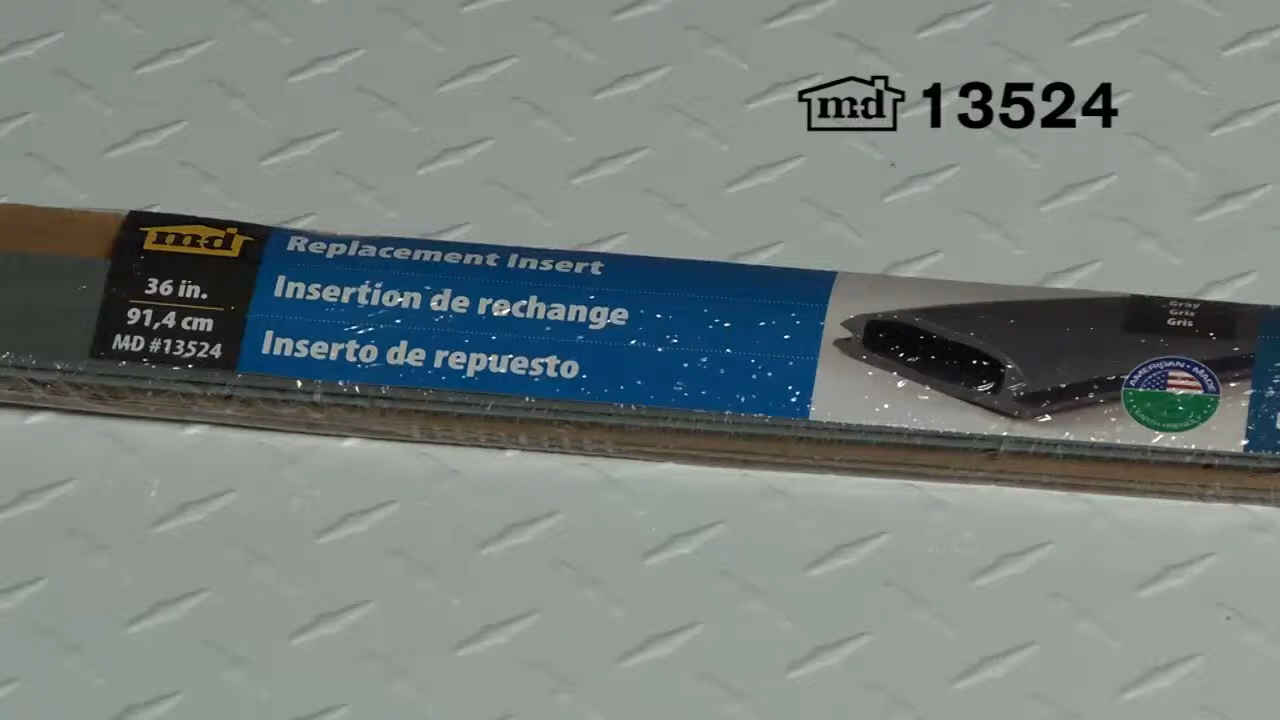 md 13524
md
36 in.
91,4 cm
MD #13524
Replacement Insert
Insertion de rechange
Inserto de repuesto
Gray
Gris
Gris
AMERICAN • MADE